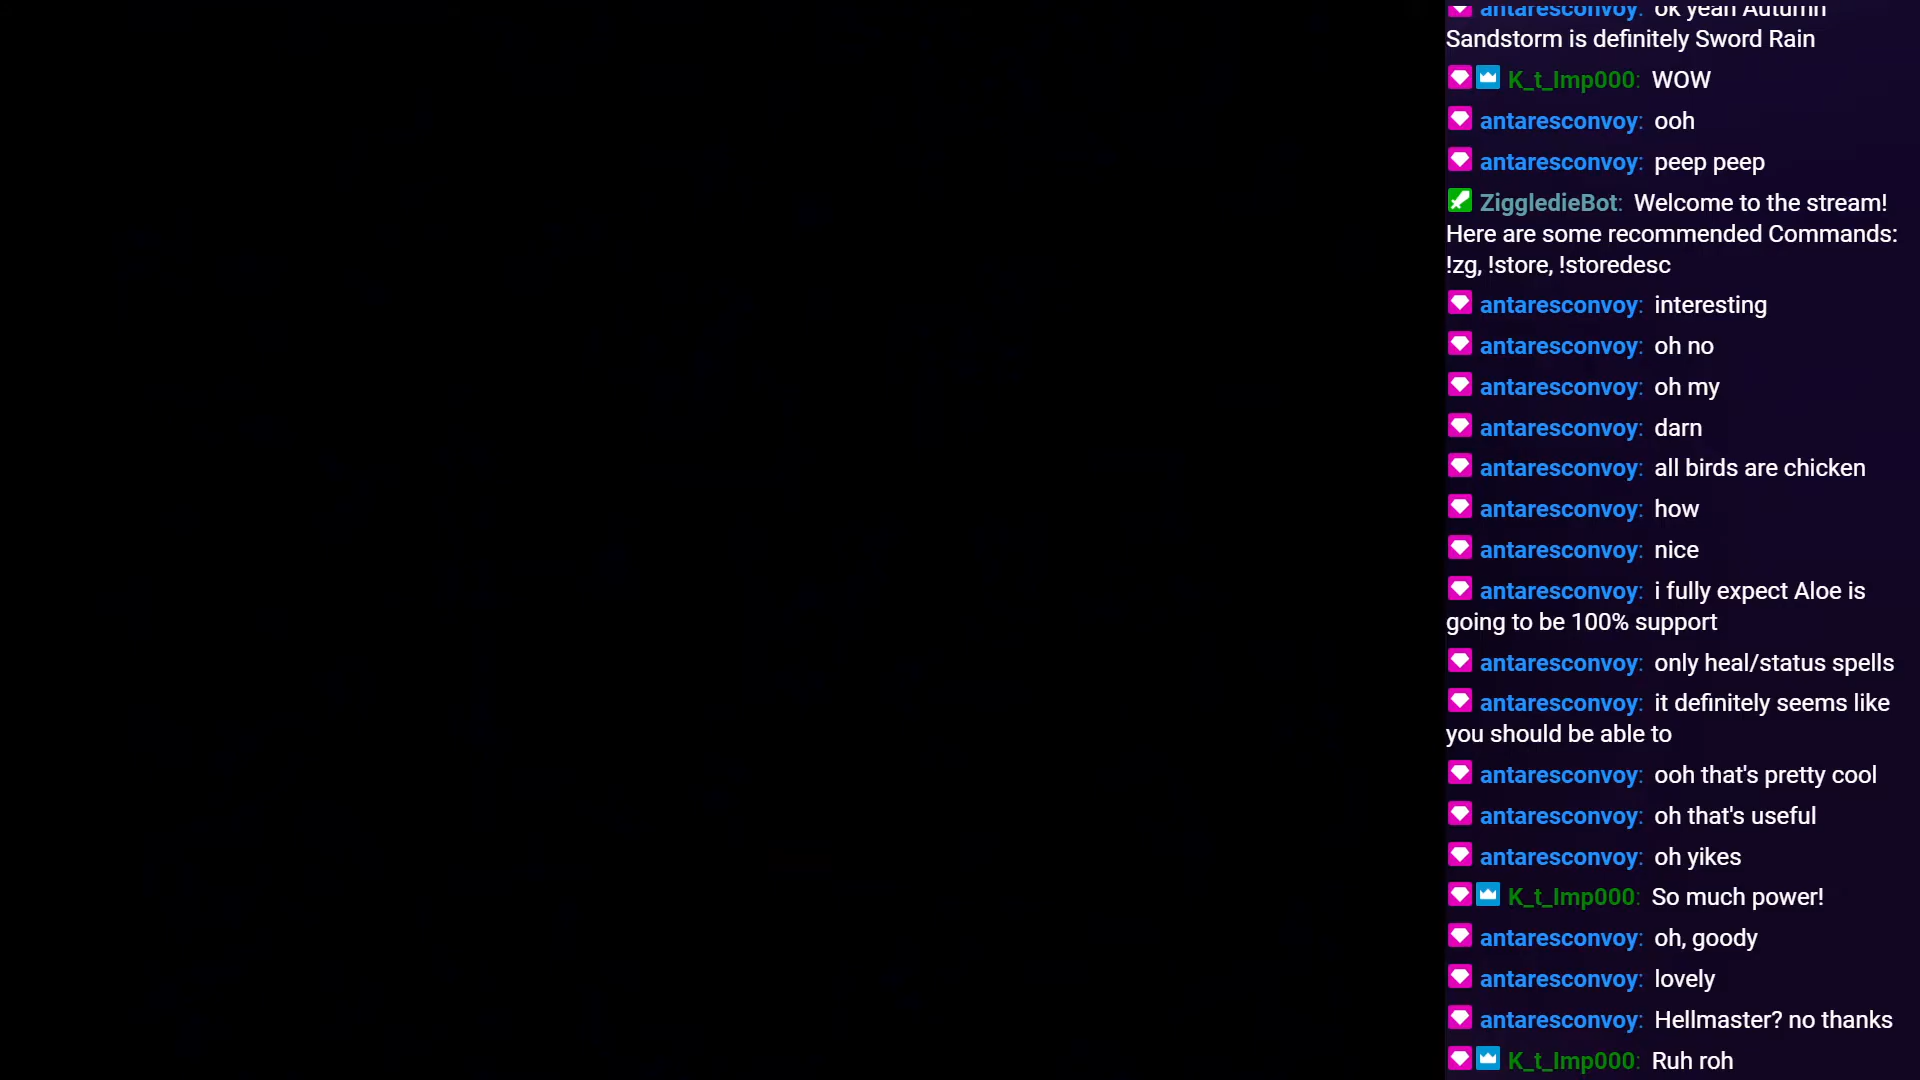 antaresconvoy: ok yeah Autumn
Sandstorm is definitely Sword Rain
K_t_Imp000: WOW
antaresconvoy: ooh
antaresconvoy: peep peep
ZiggledieBot: Welcome to the stream!
Here are some recommended Commands:
!zg, !store, !storedesc
antaresconvoy: interesting
antaresconvoy: oh no
antaresconvoy: oh my
antaresconvoy: darn
antaresconvoy: all birds are chicken
antaresconvoy: how
antaresconvoy: nice
antaresconvoy: i fully expect Aloe is
going to be 100% support
antaresconvoy: only heal/status spells
antaresconvoy: it definitely seems like
you should be able to
antaresconvoy: ooh that's pretty cool
antaresconvoy: oh that's useful
antaresconvoy: oh yikes
K_t_Imp000: So much power!
antaresconvoy: oh, goody
antaresconvoy: lovely
antaresconvoy: Hellmaster? no thanks
K_t_Imp000: Ruh roh